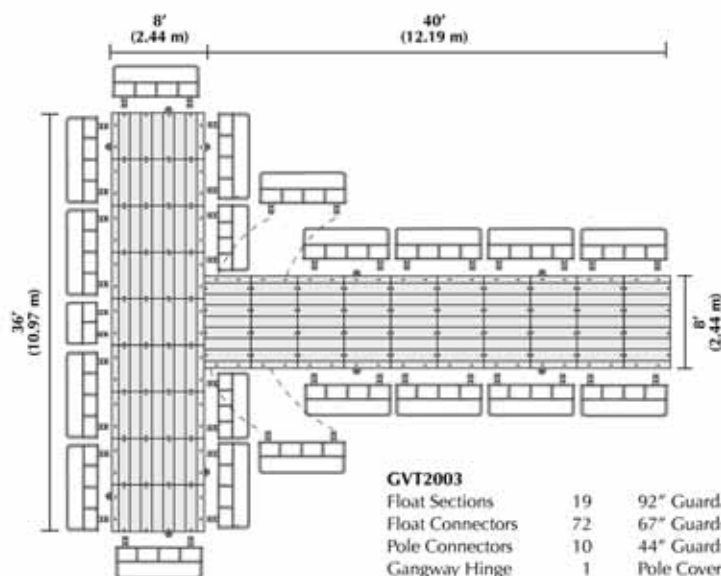 8'
(2.44 m)
40'
(12.19 m)
36'
(10.97 m)
8'
(2.44 m)
GVT2003
Float Sections 19 92" Guard
Float Connectors 72 67" Guard
Pole Connectors 10 44" Guard
Gangway Hinge 1 Pole Cover